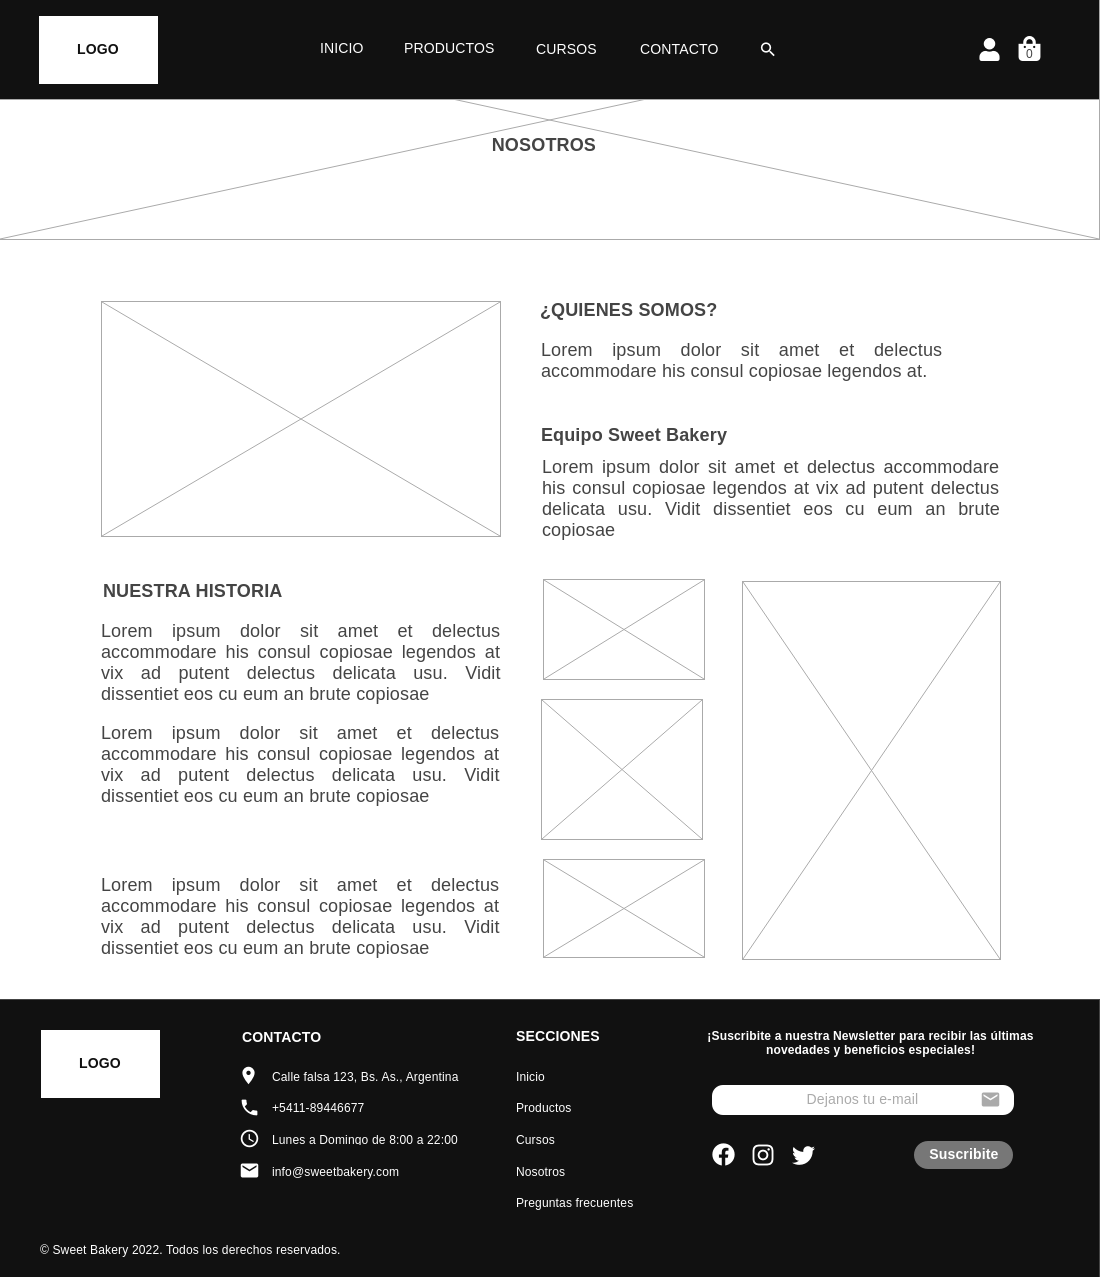 LOGO
INICIO
PRODUCTOS
CURSOS
CONTACTO
0
NOSOTROS
¿QUIENES SOMOS?
Lorem ipsum dolor sit amet et delectus
accommodare his consul copiosae legendos at.
Equipo Sweet Bakery
Lorem ipsum dolor sit amet et delectus accommodare
his consul copiosae legendos at vix ad putent delectus
delicata usu. Vidit dissentiet eos cu eum an brute
copiosae
NUESTRA HISTORIA
Lorem ipsum dolor sit amet et delectus
accommodare his consul copiosae legendos at
vix ad putent delectus delicata usu. Vidit
dissentiet eos cu eum an brute copiosae
Lorem ipsum dolor sit amet et delectus
accommodare his consul copiosae legendos at
vix ad putent delectus delicata usu. Vidit
dissentiet eos cu eum an brute copiosae
Lorem ipsum dolor sit amet et delectus
accommodare his consul copiosae legendos at
vix ad putent delectus delicata usu. Vidit
dissentiet eos cu eum an brute copiosae
LOGO
CONTACTO
Calle falsa 123, Bs. As., Argentina
+5411-89446677
Lunes a Domingo de 8:00 a 22:00
info@sweetbakery.com
SECCIONES
Inicio
Productos
Cursos
Nosotros
Preguntas frecuentes
¡Suscribite a nuestra Newsletter para recibir las últimas
novedades y beneficios especiales!
Dejanos tu e-mail
Suscribite
© Sweet Bakery 2022. Todos los derechos reservados.